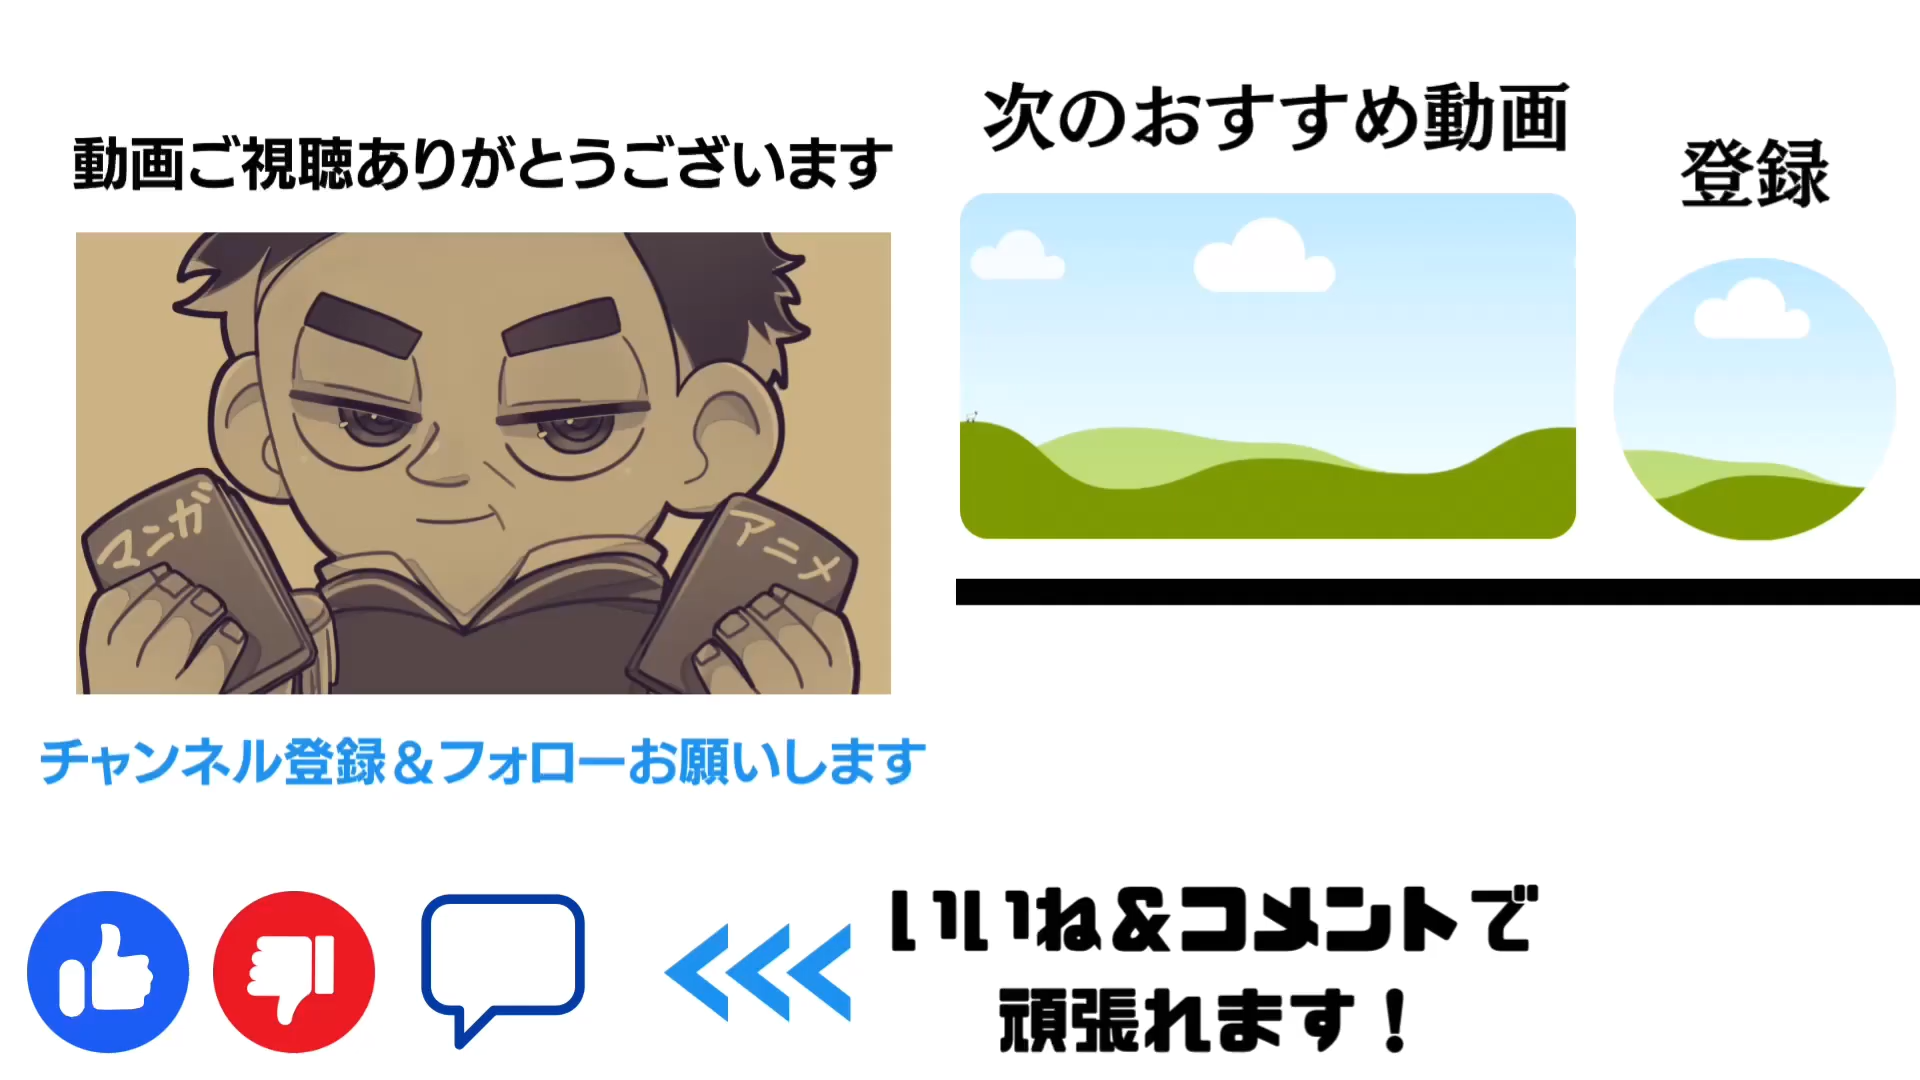 動画ご視聴ありがとうございます
マンガ
アニメ
チャンネル登録&フォローお願いします
次のおすすめ動画
登録
いいね&コメントで
頑張れます！